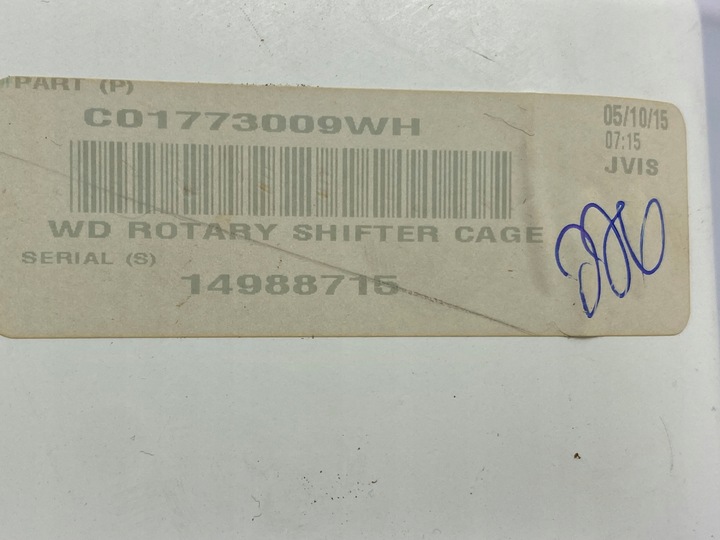 PART (P)
C01773009WH
05/10/15
07:15
JVIS
WD ROTARY SHIFTER CAGE
SERIAL (S)
14988715